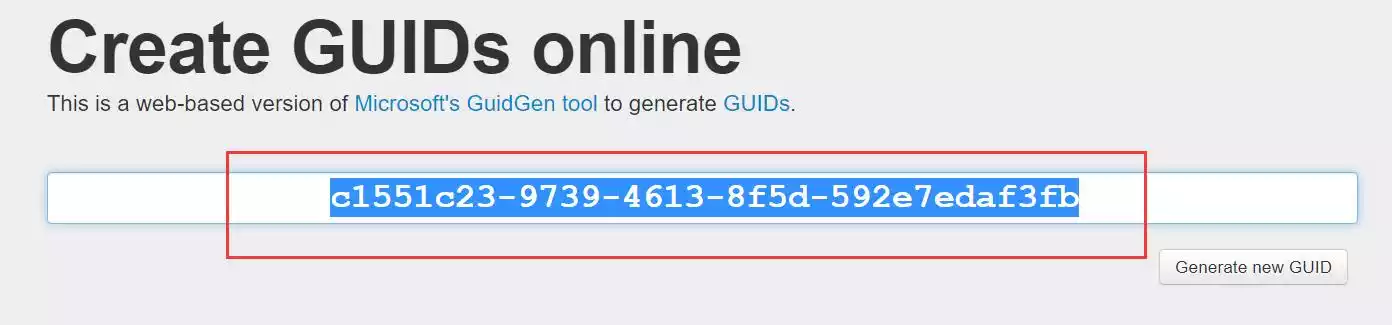 Create GUIDs online
This is a web-based version of Microsoft's GuidGen tool to generate GUIDs.
c1551c23-9739-4613-8f5d-592e7edaf3fb
Generate new GUID